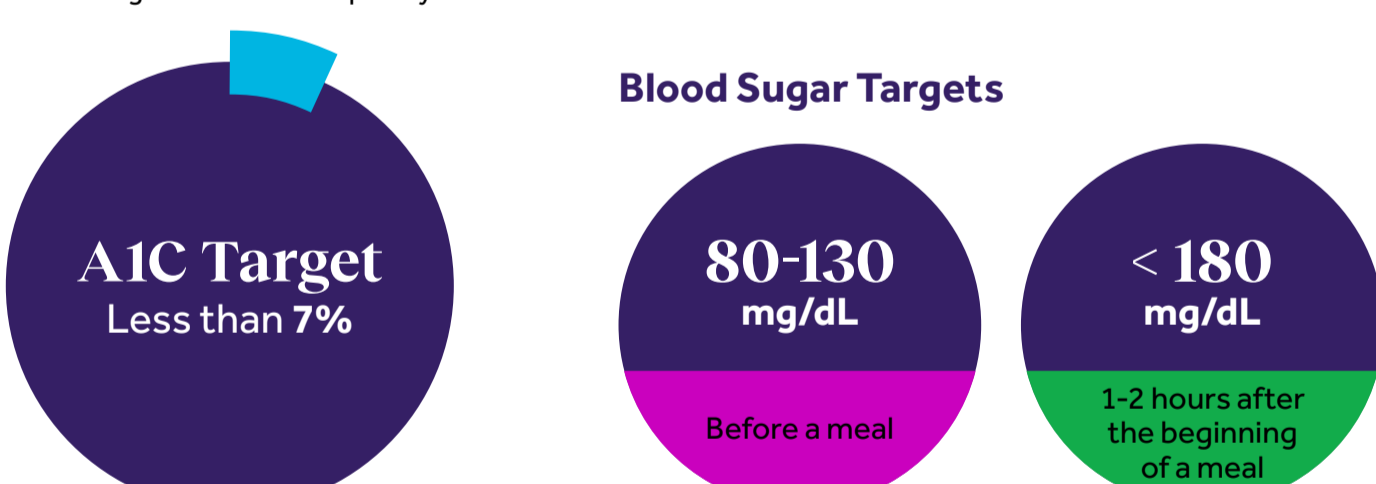 Blood Sugar Targets
A1C Target
Less than 7%
80-130
mg/dL
Before a meal
< 180
mg/dL
1-2 hours after
the beginning
of a meal